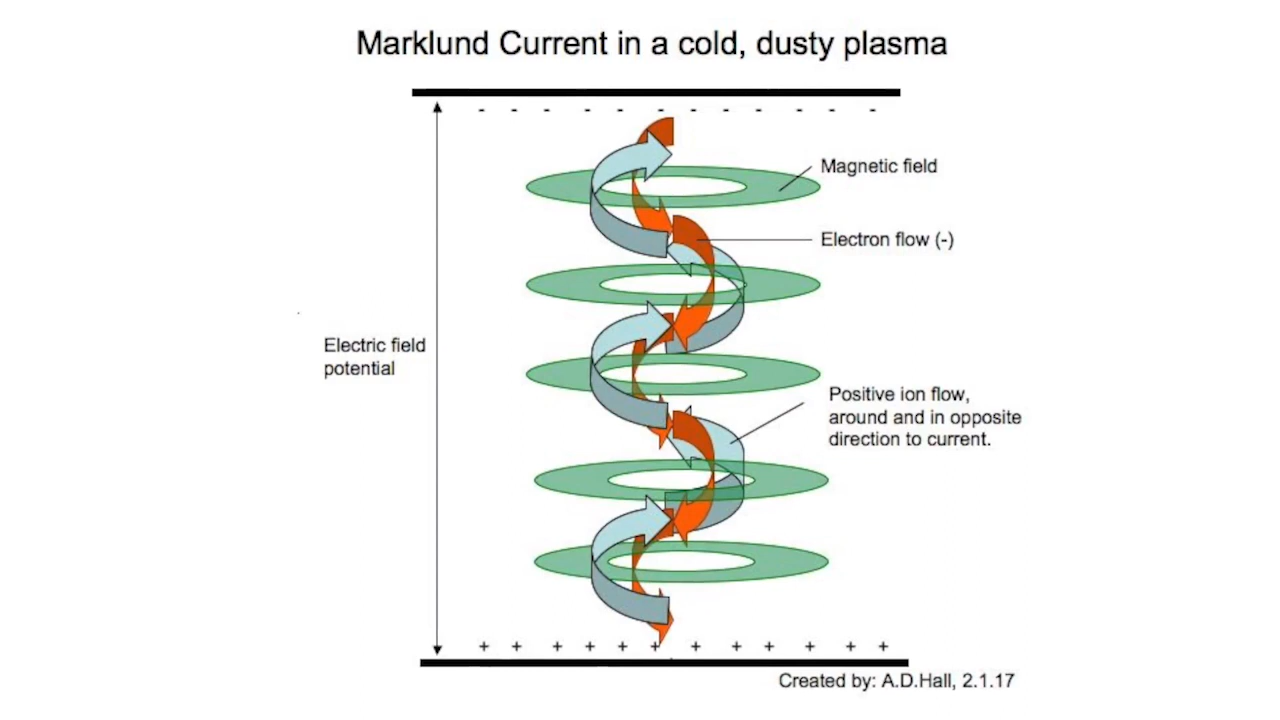 Marklund Current in a cold, dusty plasma
- - - - - - - - - - - -
Magnetic field
Electron flow (-)
Electric field
potential
Positive ion flow,
around and in opposite
direction to current.
+ + + + + + + + + + + +
Created by: A.D.Hall, 2.1.17